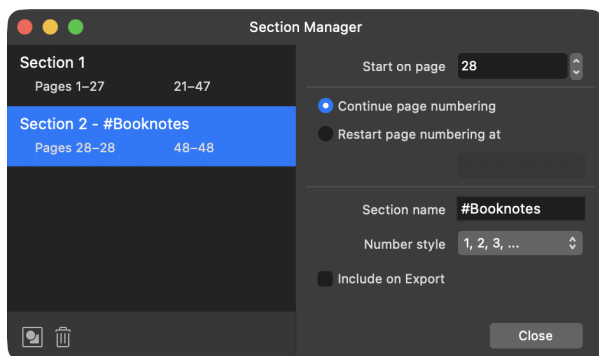 Section Manager
Section 1
Pages 1–27 21–47
Section 2 - #Booknotes
Pages 28–28 48–48
Start on page 28
Continue page numbering
Restart page numbering at
Section name #Booknotes
Number style 1, 2, 3, ...
Include on Export
Close